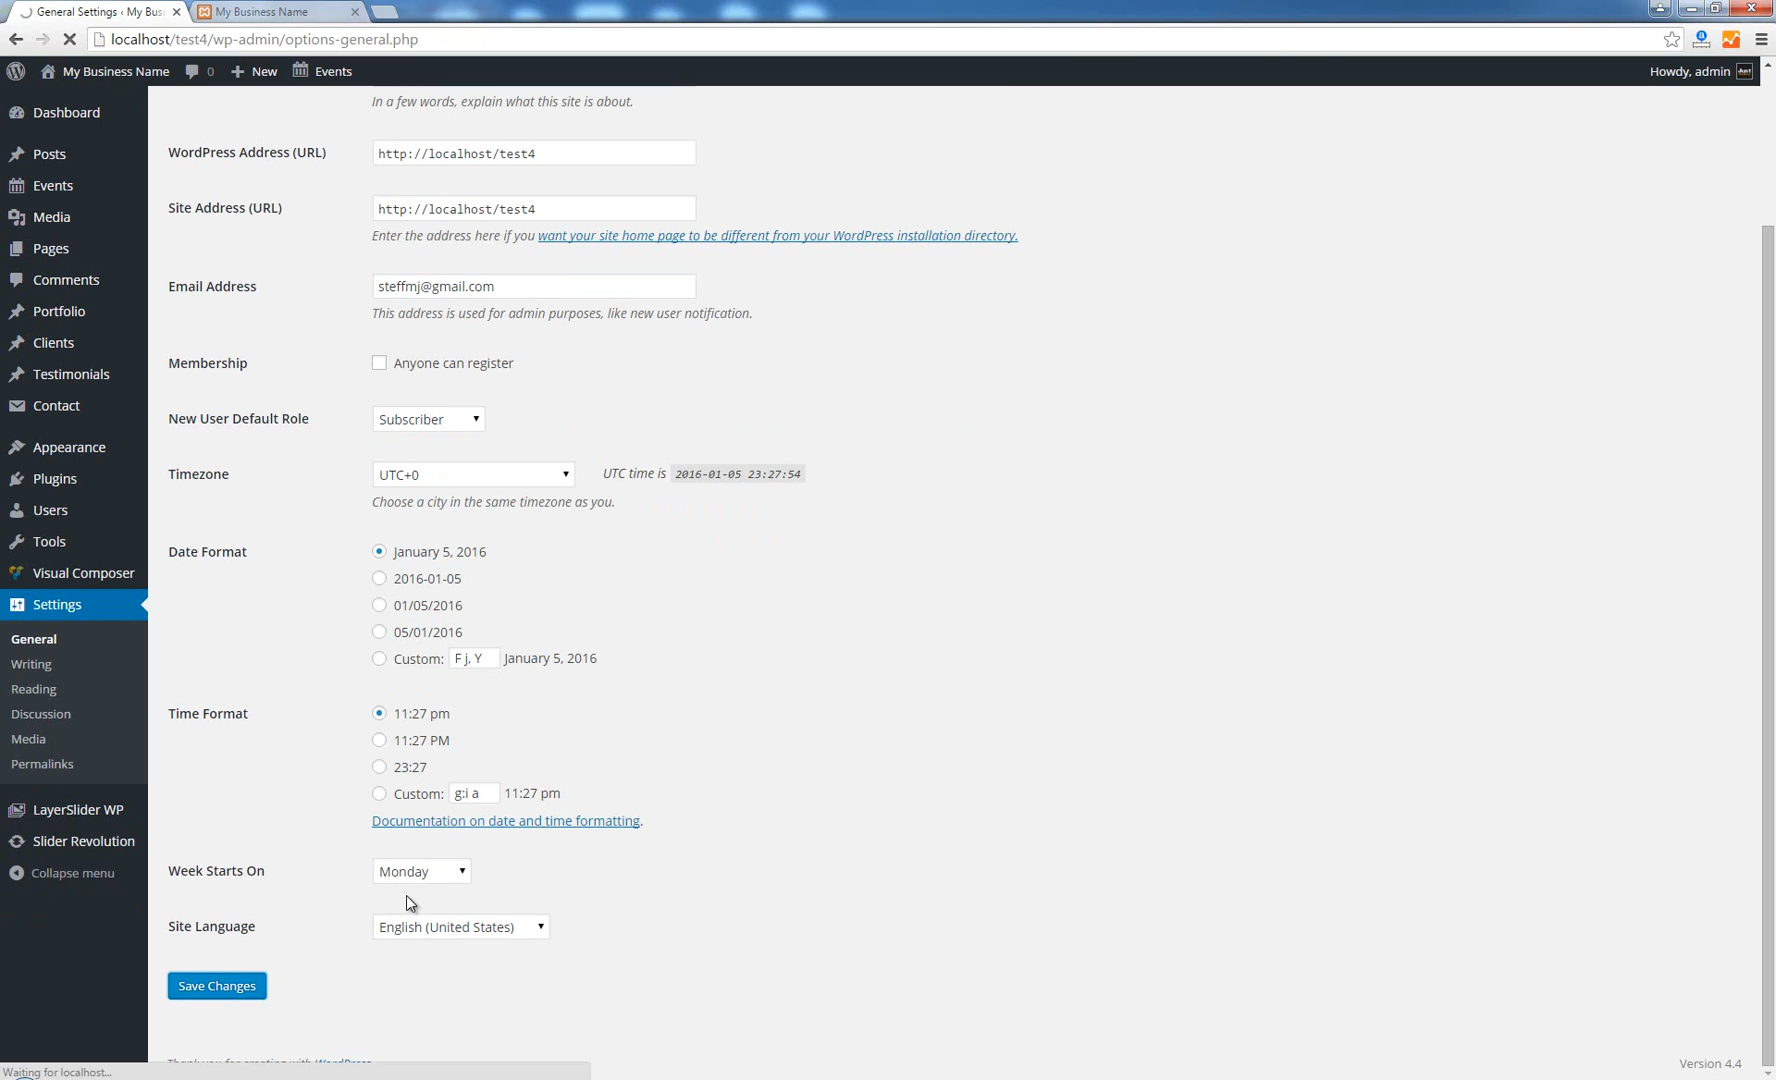 General Settings ‹ My Busi
My Business Name
localhost/test4/wp-admin/options-general.php
My Business Name
0
New
Events
Howdy, admin
Dashboard
Posts
Events
Media
Pages
Comments
Portfolio
Clients
Testimonials
Contact
Appearance
Plugins
Users
Tools
Visual Composer
Settings
General
Writing
Reading
Discussion
Media
Permalinks
LayerSlider WP
Slider Revolution
Collapse menu
In a few words, explain what this site is about.
WordPress Address (URL)
http://localhost/test4
Site Address (URL)
http://localhost/test4
Enter the address here if you want your site home page to be different from your WordPress installation directory.
Email Address
steffmj@gmail.com
This address is used for admin purposes, like new user notification.
Membership
Anyone can register
New User Default Role
Subscriber
Timezone
UTC+0
UTC time is 2016-01-05 23:27:54
Choose a city in the same timezone as you.
Date Format
January 5, 2016
2016-01-05
01/05/2016
05/01/2016
Custom: F j, Y January 5, 2016
Time Format
11:27 pm
11:27 PM
23:27
Custom: g:i a 11:27 pm
Documentation on date and time formatting.
Week Starts On
Monday
Site Language
English (United States)
Save Changes
Thank you for creating with WordPress
Version 4.4
Waiting for localhost...